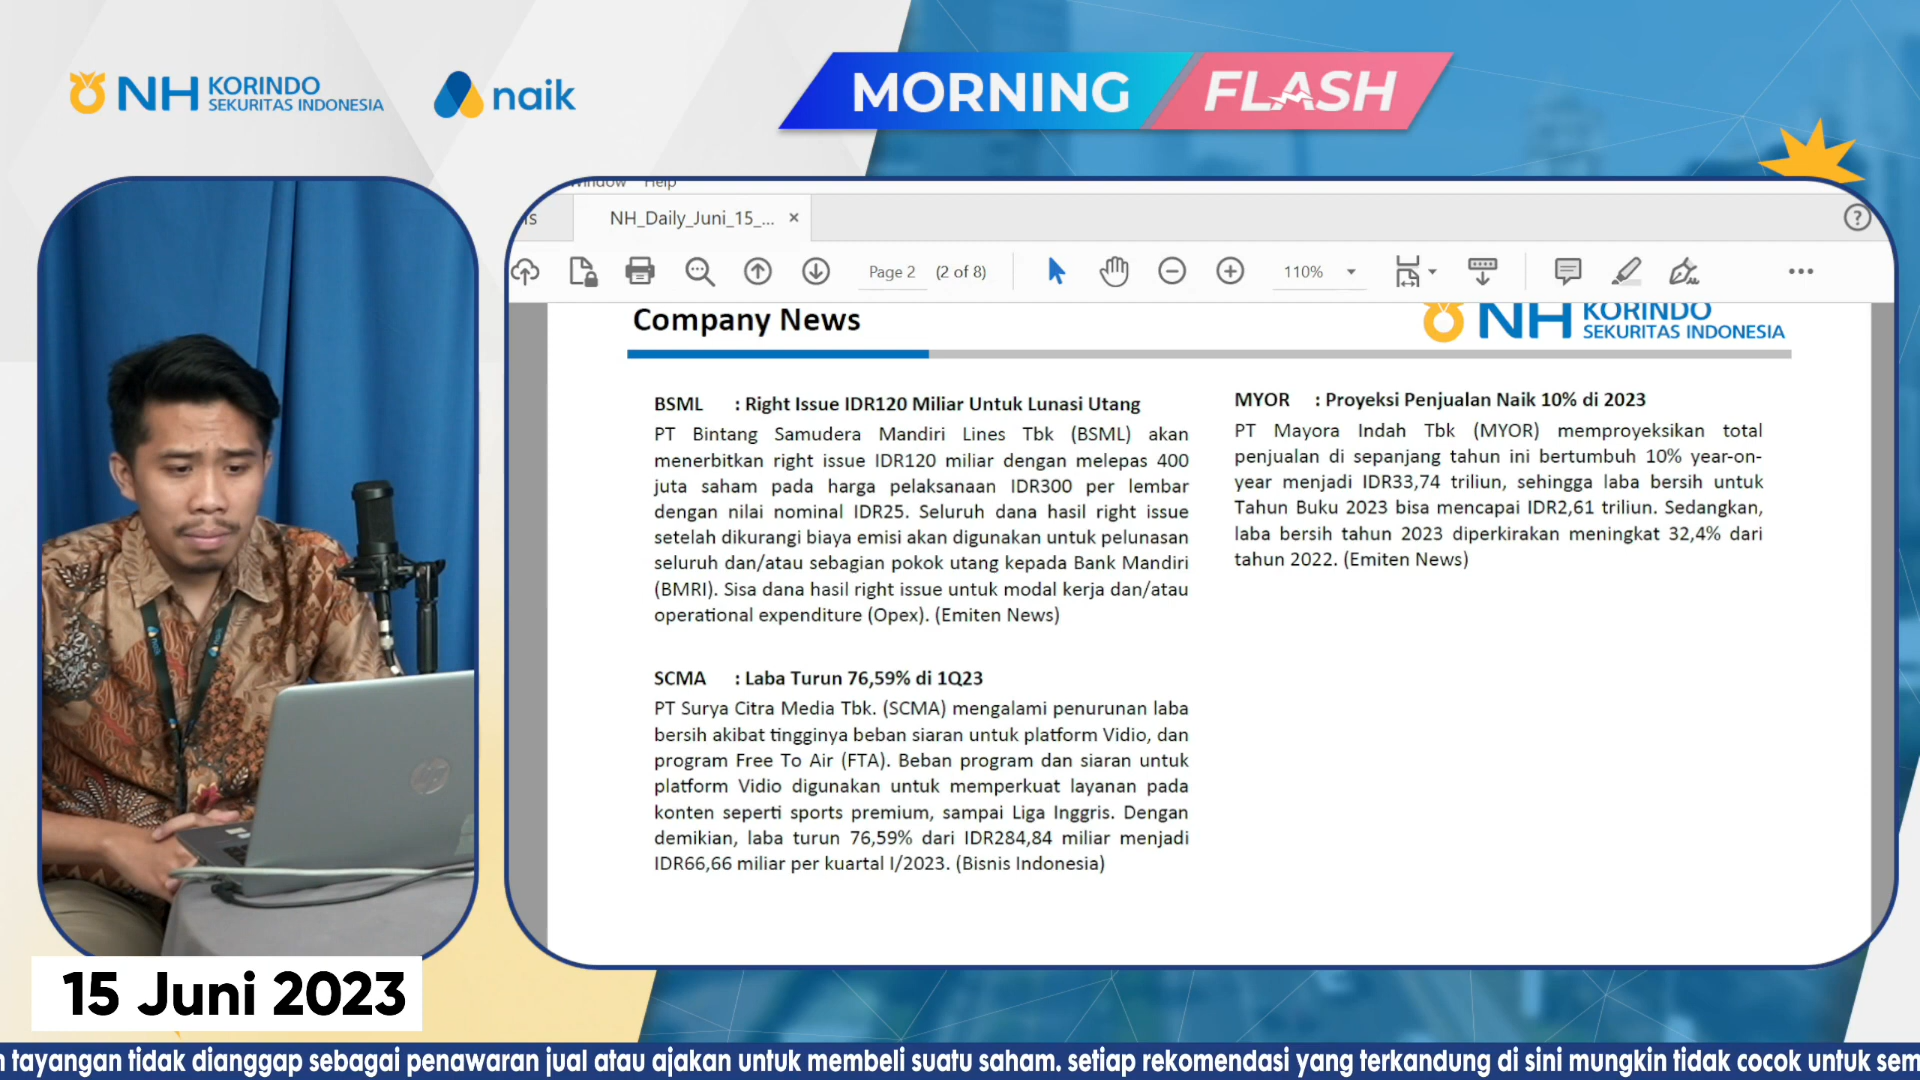 NH KORINDO
SEKURITAS INDONESIA
naik
MORNING FLASH
Window Help
NH_Daily_Juni_15_... ×
?
Page 2 (2 of 8)
110%
Company News
NH KORINDO
SEKURITAS INDONESIA
BSML : Right Issue IDR120 Miliar Untuk Lunasi Utang
PT Bintang Samudera Mandiri Lines Tbk (BSML) akan
menerbitkan right issue IDR120 miliar dengan melepas 400
juta saham pada harga pelaksanaan IDR300 per lembar
dengan nilai nominal IDR25. Seluruh dana hasil right issue
setelah dikurangi biaya emisi akan digunakan untuk pelunasan
seluruh dan/atau sebagian pokok utang kepada Bank Mandiri
(BMRI). Sisa dana hasil right issue untuk modal kerja dan/atau
operational expenditure (Opex). (Emiten News)
SCMA : Laba Turun 76,59% di 1Q23
PT Surya Citra Media Tbk. (SCMA) mengalami penurunan laba
bersih akibat tingginya beban siaran untuk platform Vidio, dan
program Free To Air (FTA). Beban program dan siaran untuk
platform Vidio digunakan untuk memperkuat layanan pada
konten seperti sports premium, sampai Liga Inggris. Dengan
demikian, laba turun 76,59% dari IDR284,84 miliar menjadi
IDR66,66 miliar per kuartal I/2023. (Bisnis Indonesia)
MYOR : Proyeksi Penjualan Naik 10% di 2023
PT Mayora Indah Tbk (MYOR) memproyeksikan total
penjualan di sepanjang tahun ini bertumbuh 10% year-on-
year menjadi IDR33,74 triliun, sehingga laba bersih untuk
Tahun Buku 2023 bisa mencapai IDR2,61 triliun. Sedangkan,
laba bersih tahun 2023 diperkirakan meningkat 32,4% dari
tahun 2022. (Emiten News)
naik
15 Juni 2023
tayangan tidak dianggap sebagai penawaran jual atau ajakan untuk membeli suatu saham. setiap rekomendasi yang terkandung di sini mungkin tidak cocok untuk sem